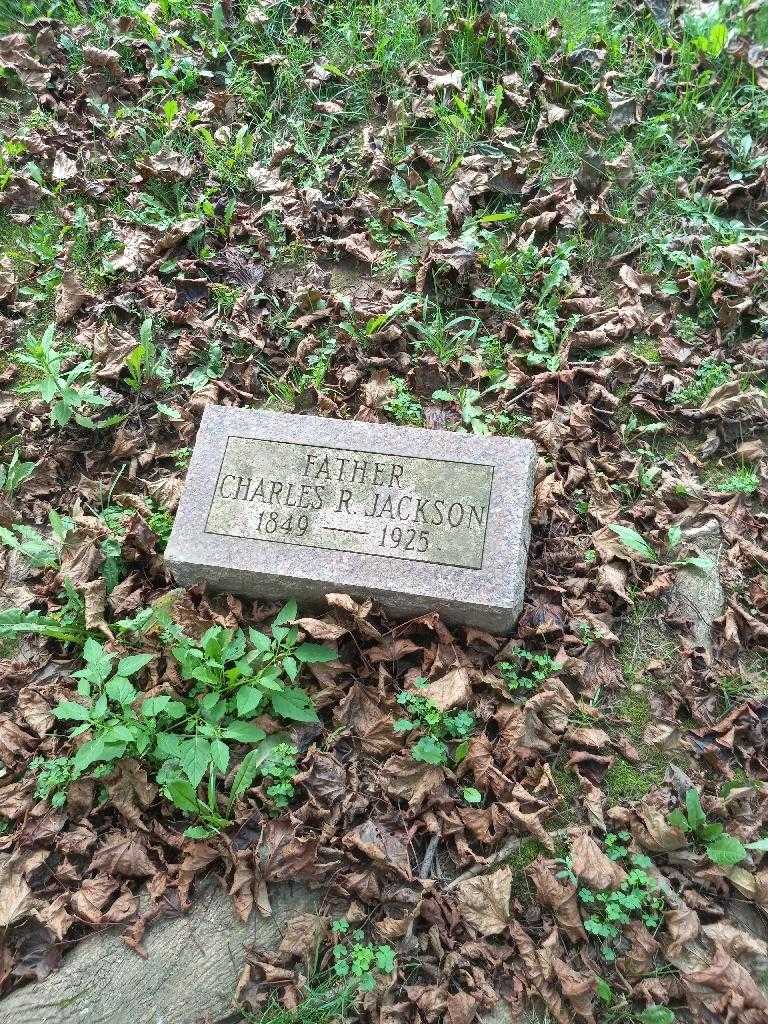 FATHER
CHARLES R. JACKSON
1849 — 1925